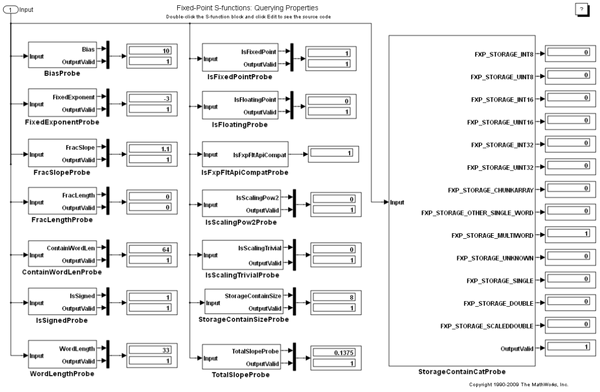 1 Input
Fixed-Point S-functions: Querying Properties
Double click the S-function block and click Edit to see the source code
?
Input Bias OutputValid
10
1
BiasProbe
Input FixedExponent OutputValid
-3
1
FixedExponentProbe
Input FracSlope OutputValid
1.1
1
FracSlopeProbe
Input FracLength OutputValid
0
0
FracLengthProbe
Input ContainWordLen OutputValid
64
1
ContainWordLenProbe
Input IsSigned OutputValid
1
1
IsSignedProbe
Input WordLength OutputValid
33
1
WordLengthProbe
Input IsFixedPoint OutputValid
1
1
IsFixedPointProbe
Input IsFloatingPoint OutputValid
0
1
IsFloatingProbe
Input IsFxpFltApiCompat
1
IsFxpFltApiCompatProbe
Input IsScalingPow2 OutputValid
0
1
IsScalingPow2Probe
Input IsScalingTrivial OutputValid
0
1
IsScalingTrivialProbe
Input StorageContainSize OutputValid
8
1
StorageContainSizeProbe
Input TotalSlopeProbe OutputValid
0.1375
1
TotalSlopeProbe
Input
FXP_STORAGE_INT8 0
FXP_STORAGE_UINT8 0
FXP_STORAGE_INT16 0
FXP_STORAGE_UINT16 0
FXP_STORAGE_INT32 0
FXP_STORAGE_UINT32 0
FXP_STORAGE_CHUNKARRAY 0
FXP_STORAGE_OTHER_SINGLE_WORD 0
FXP_STORAGE_MULTIWORD 1
FXP_STORAGE_UNKNOWN 0
FXP_STORAGE_SINGLE 0
FXP_STORAGE_DOUBLE 0
FXP_STORAGE_SCALEDDOUBLE 0
OutputValid 1
StorageContainCatProbe
Copyright 1990-2009 The MathWorks, Inc.